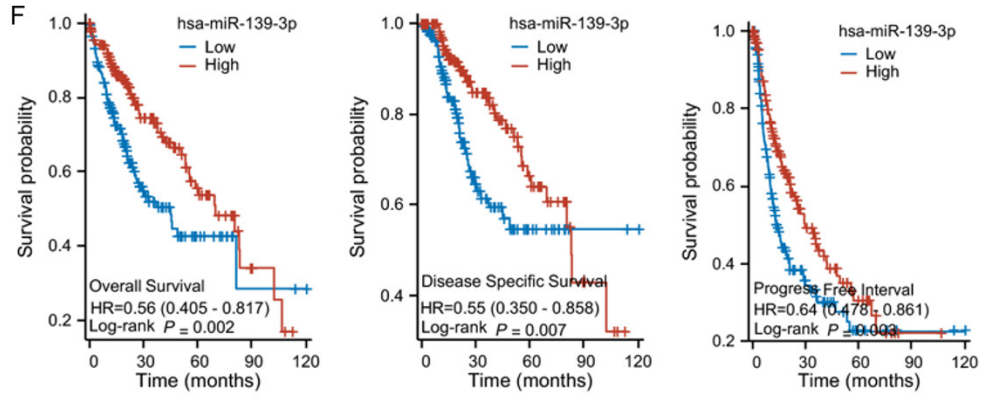 F
hsa-miR-139-3p
Low
High
1.0
0.8
0.6
0.4
0.2
Survival probability
Overall Survival
HR=0.56 (0.405 - 0.817)
Log-rank P = 0.002
0 30 60 90 120
Time (months)
hsa-miR-139-3p
Low
High
1.0
0.8
0.6
0.4
Survival probability
Disease Specific Survival
HR=0.55 (0.350 - 0.858)
Log-rank P = 0.007
0 30 60 90 120
Time (months)
hsa-miR-139-3p
Low
High
1.0
0.8
0.6
0.4
0.2
Survival probability
Progress Free Interval
HR=0.64 (0.478 - 0.861)
Log-rank P = 0.003
0 30 60 90 120
Time (months)